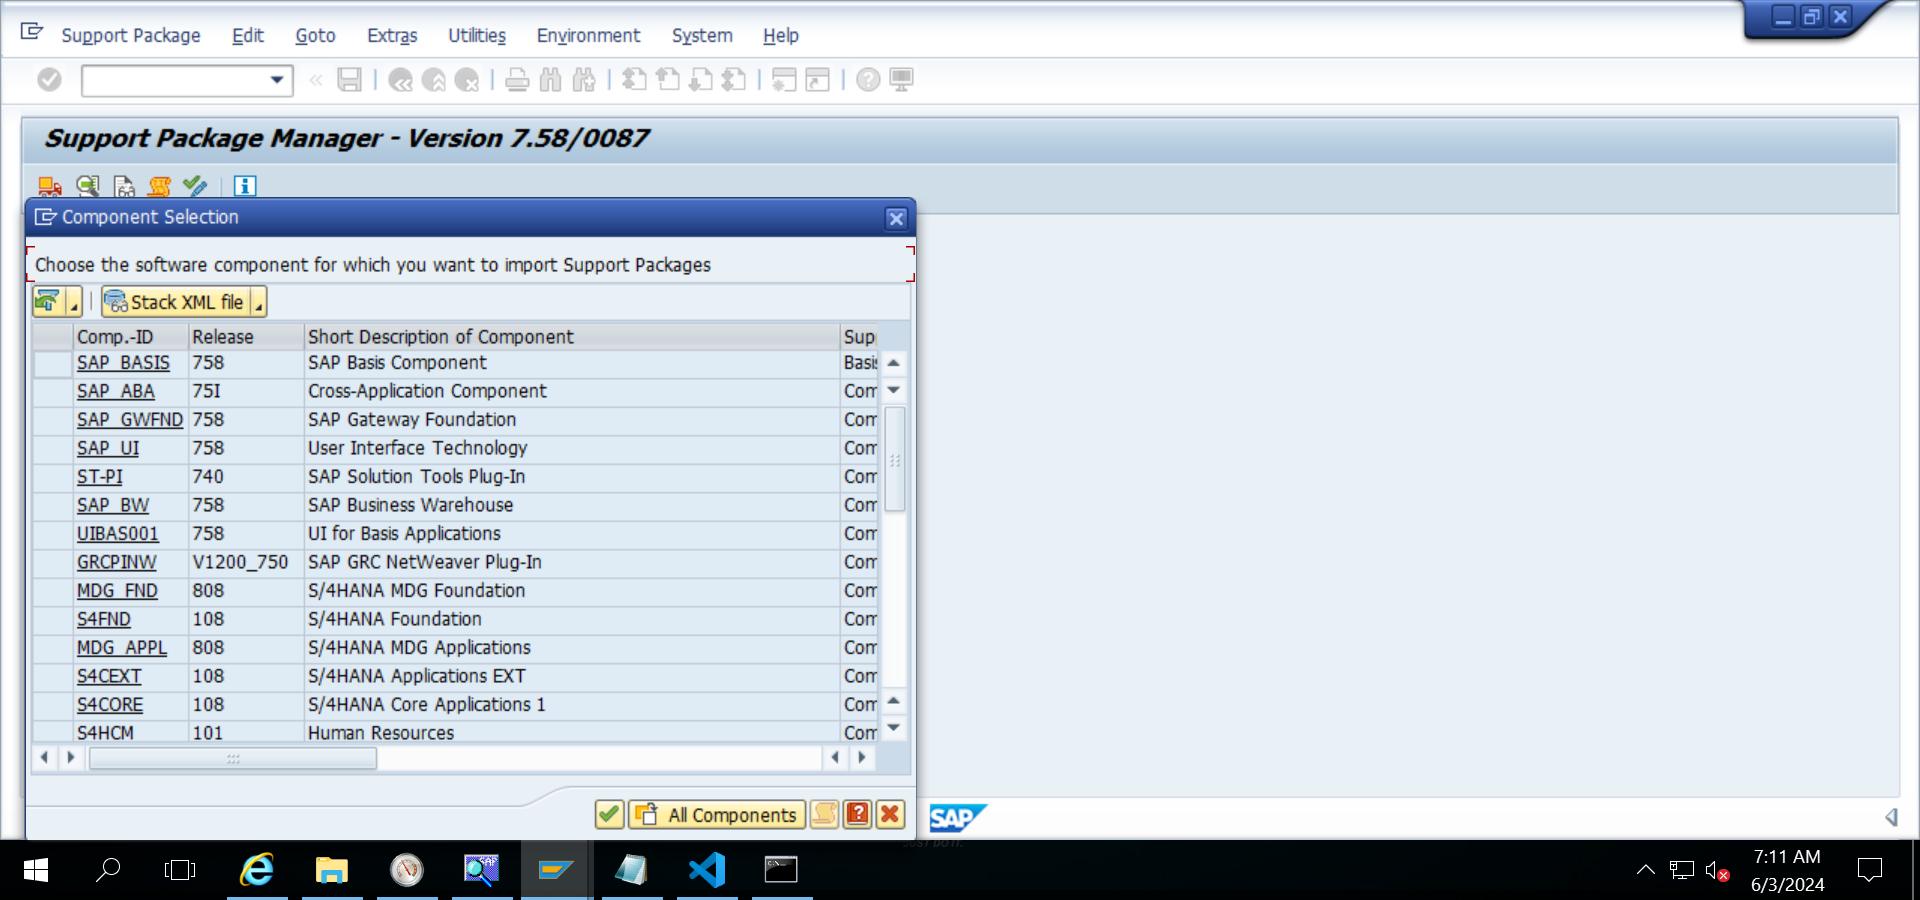 Support Package Edit Goto Extras Utilities Environment System Help
Support Package Manager - Version 7.58/0087
Component Selection
Choose the software component for which you want to import Support Packages
Stack XML file
Comp.-ID Release Short Description of Component Sup
SAP_BASIS 758 SAP Basis Component Basis
SAP_ABA 75I Cross-Application Component Com
SAP_GWFND 758 SAP Gateway Foundation Com
SAP_UI 758 User Interface Technology Com
ST-PI 740 SAP Solution Tools Plug-In Com
SAP_BW 758 SAP Business Warehouse Com
UIBAS001 758 UI for Basis Applications Com
GRCPINW V1200_750 SAP GRC NetWeaver Plug-In Com
MDG_FND 808 S/4HANA MDG Foundation Com
S4FND 108 S/4HANA Foundation Com
MDG_APPL 808 S/4HANA MDG Applications Com
S4CEXT 108 S/4HANA Applications EXT Com
S4CORE 108 S/4HANA Core Applications 1 Com
S4HCM 101 Human Resources Com
All Components
SAP
7:11 AM
6/3/2024